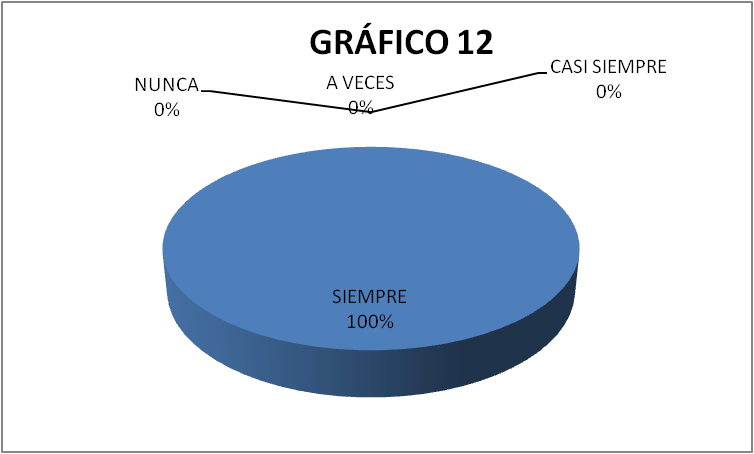 GRÁFICO 12
NUNCA
0%
A VECES
0%
CASI SIEMPRE
0%
SIEMPRE
100%